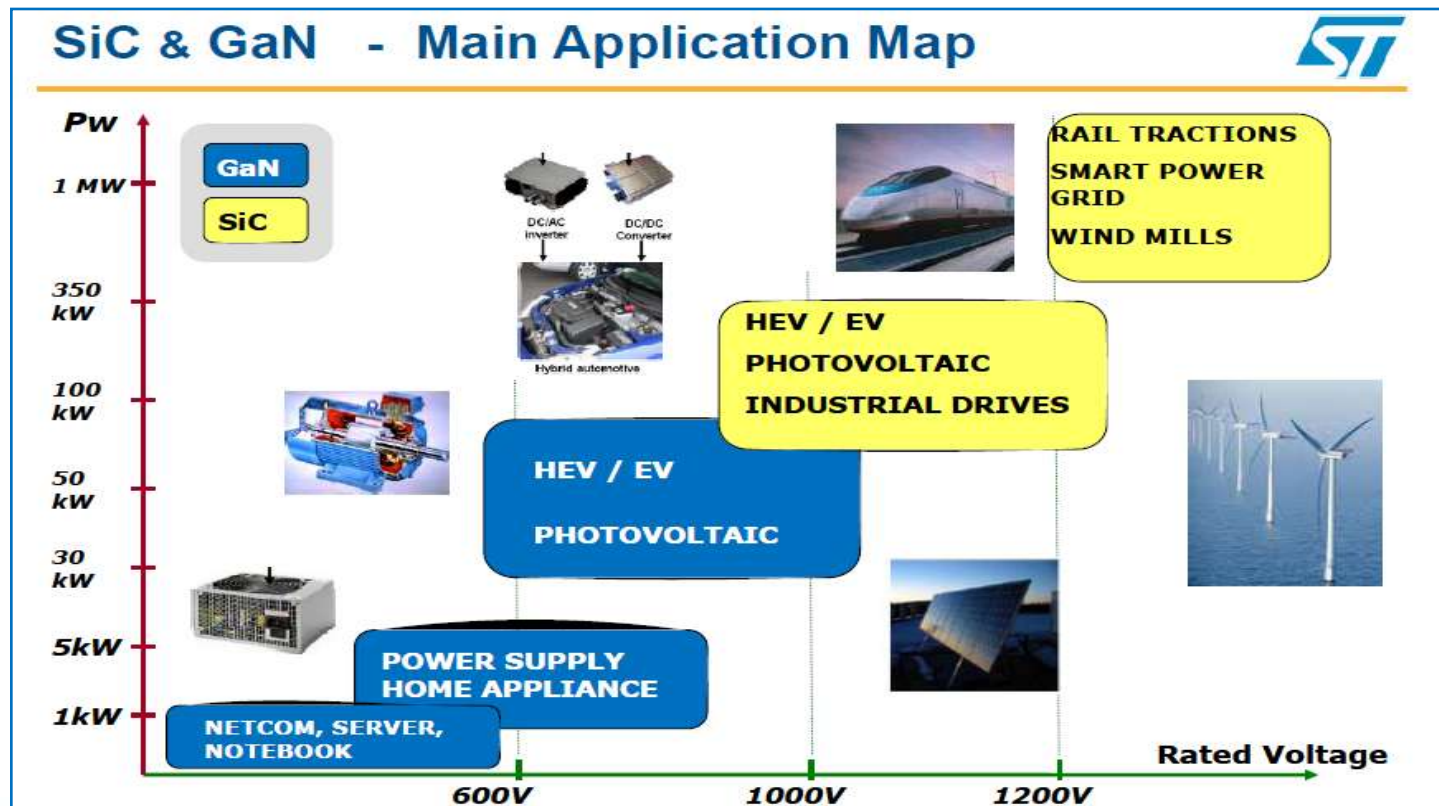 SiC & GaN - Main Application Map
ST
Pw
GaN
SiC
1 MW
350
kW
100
kW
50
kW
30
kW
5kW
1kW
DC/AC
inverter
DC/DC
Converter
Hybrid automotive
RAIL TRACTIONS
SMART POWER
GRID
WIND MILLS
HEV / EV
PHOTOVOLTAIC
INDUSTRIAL DRIVES
HEV / EV
PHOTOVOLTAIC
POWER SUPPLY
HOME APPLIANCE
NETCOM, SERVER,
NOTEBOOK
Rated Voltage
600V
1000V
1200V